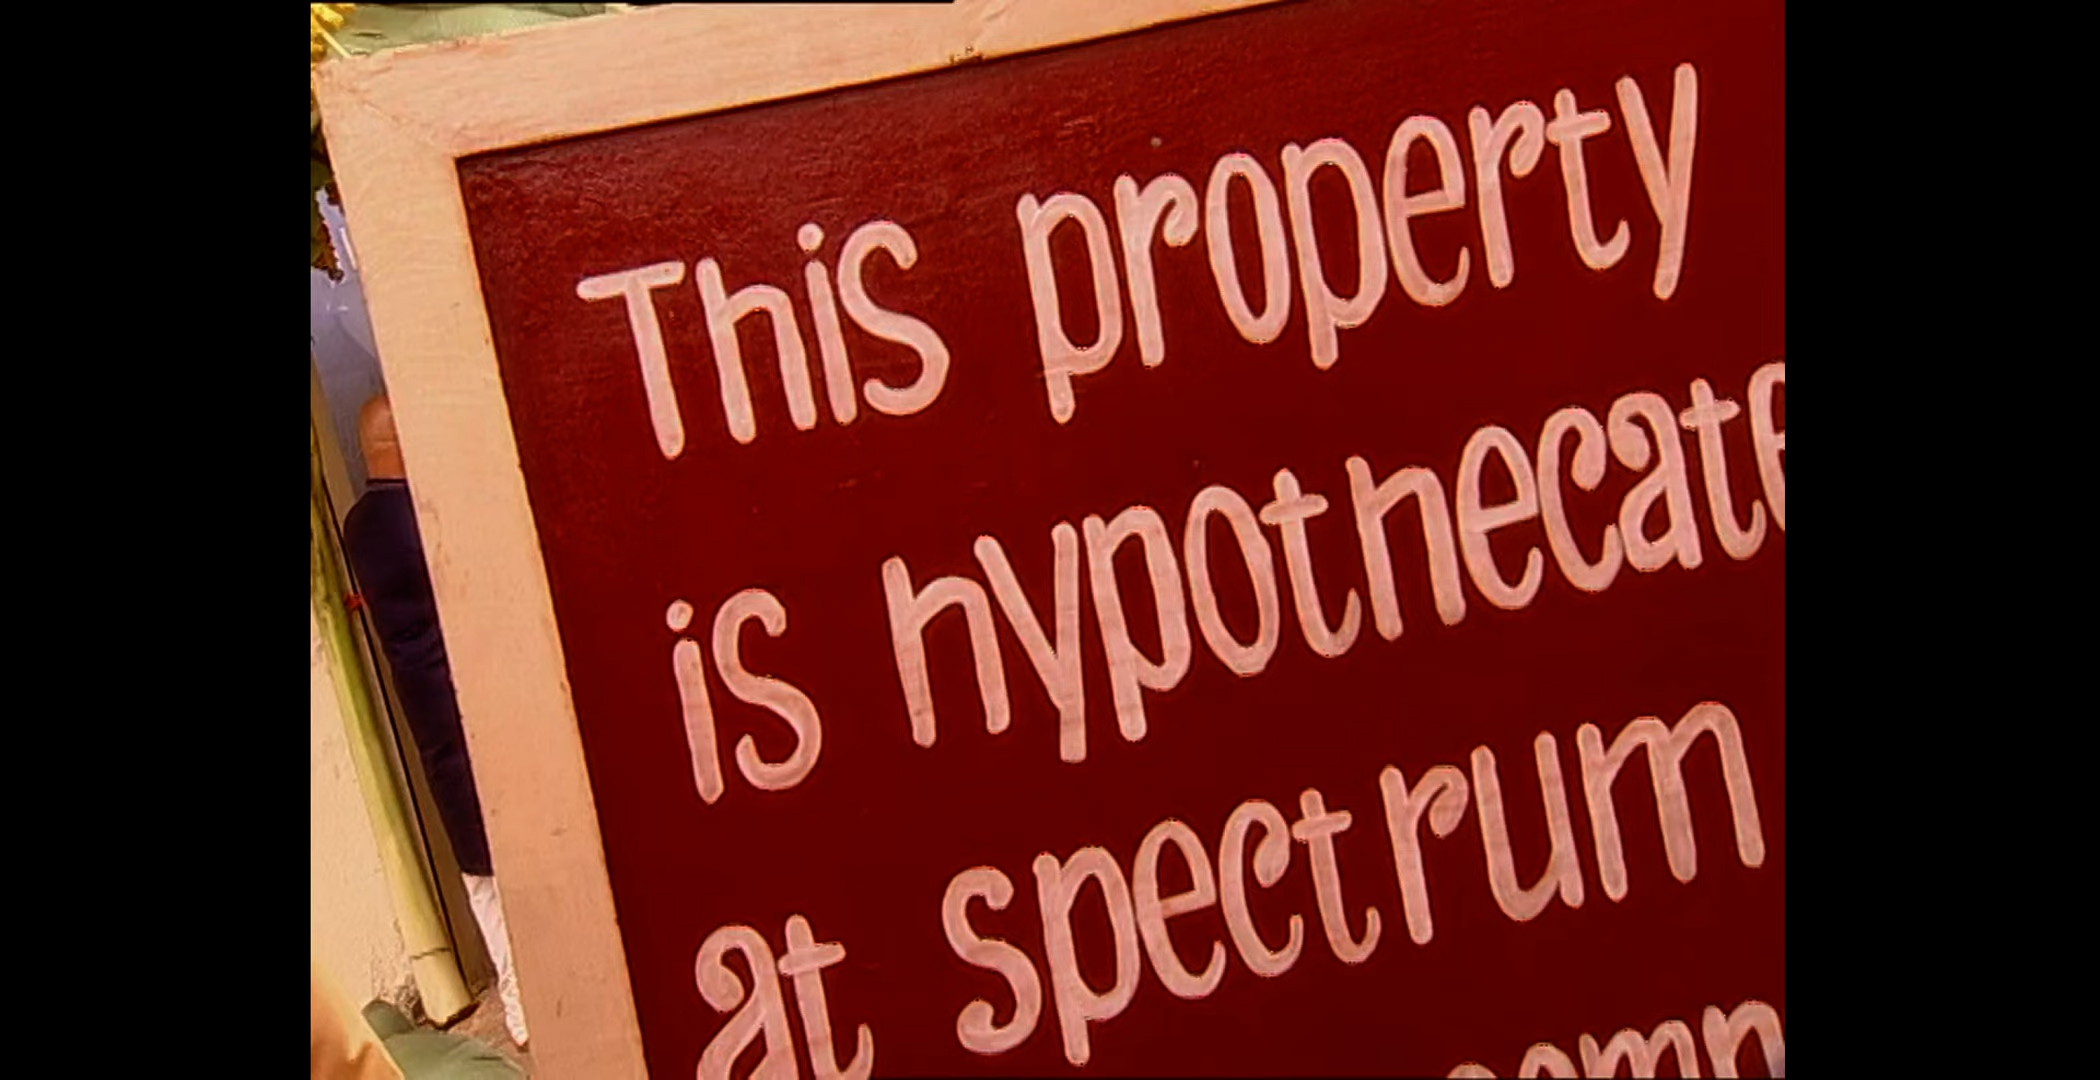 This property
is hypothecate
at spectrum